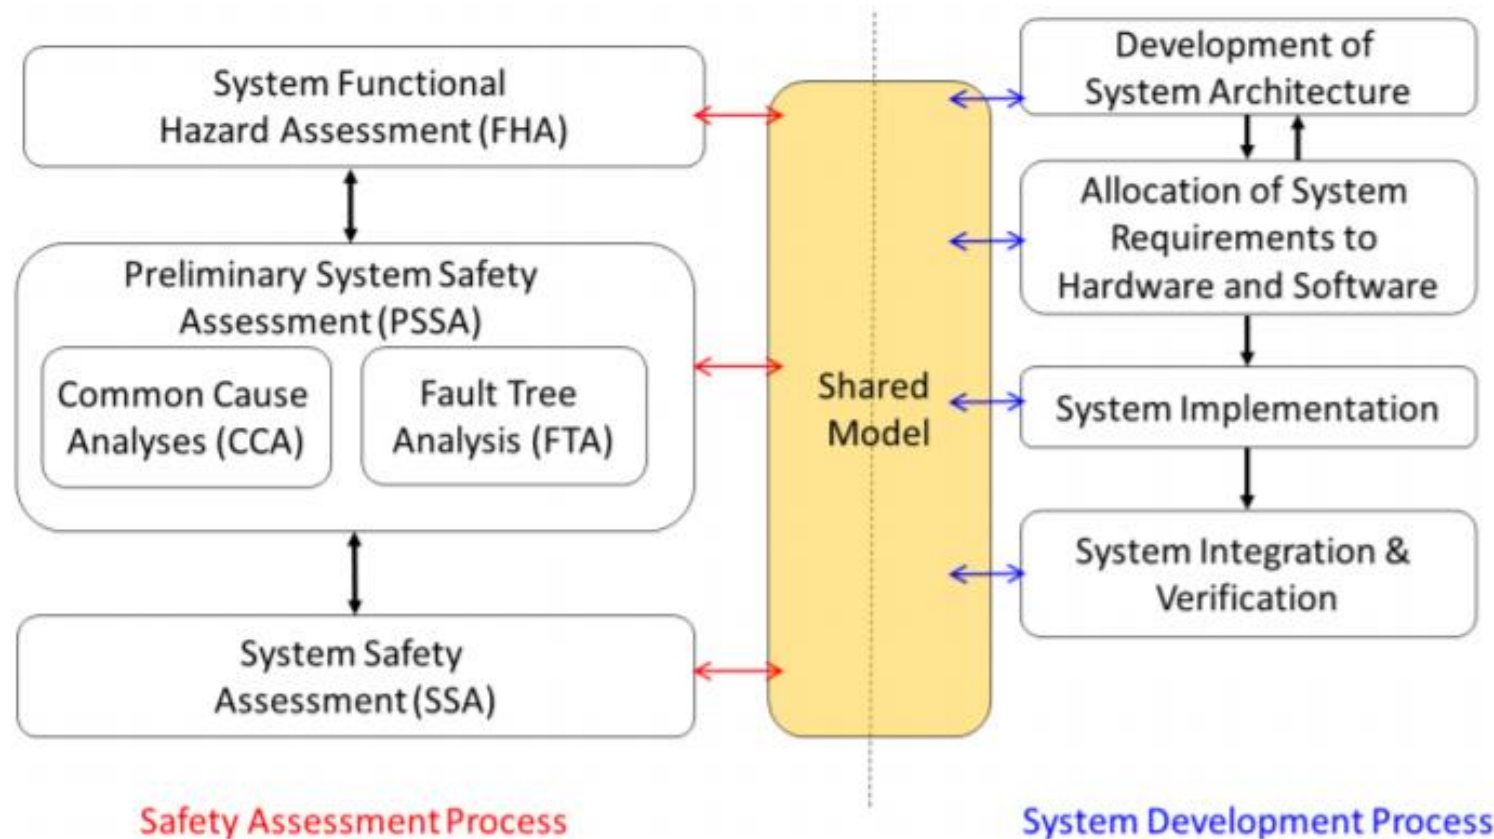 System Functional
Hazard Assessment (FHA)
Preliminary System Safety
Assessment (PSSA)
Common Cause
Analyses (CCA)
Fault Tree
Analysis (FTA)
System Safety
Assessment (SSA)
Safety Assessment Process
Shared
Model
Development of
System Architecture
Allocation of System
Requirements to
Hardware and Software
System Implementation
System Integration &
Verification
System Development Process